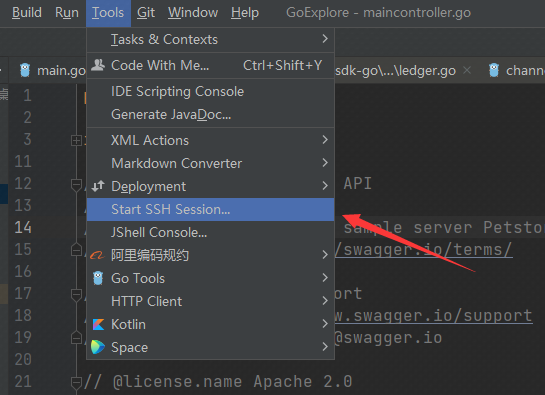 Build Run Tools Git Window Help GoExplore - maincontroller.go
Tasks & Contexts
main.go Code With Me... Ctrl+Shift+Y sdk-go\...\ledger.go chann
1 IDE Scripting Console
2 Generate JavaDoc...
3 XML Actions
11 Markdown Converter
12 Deployment API
13 Start SSH Session...
14 JShell Console... sample server Petsto
15 阿里编码规约 /swagger.io/terms/
16 Go Tools
17 HTTP Client ort
18 Kotlin w.swagger.io/support
19 Space @swagger.io
20
21 // @license.name Apache 2.0